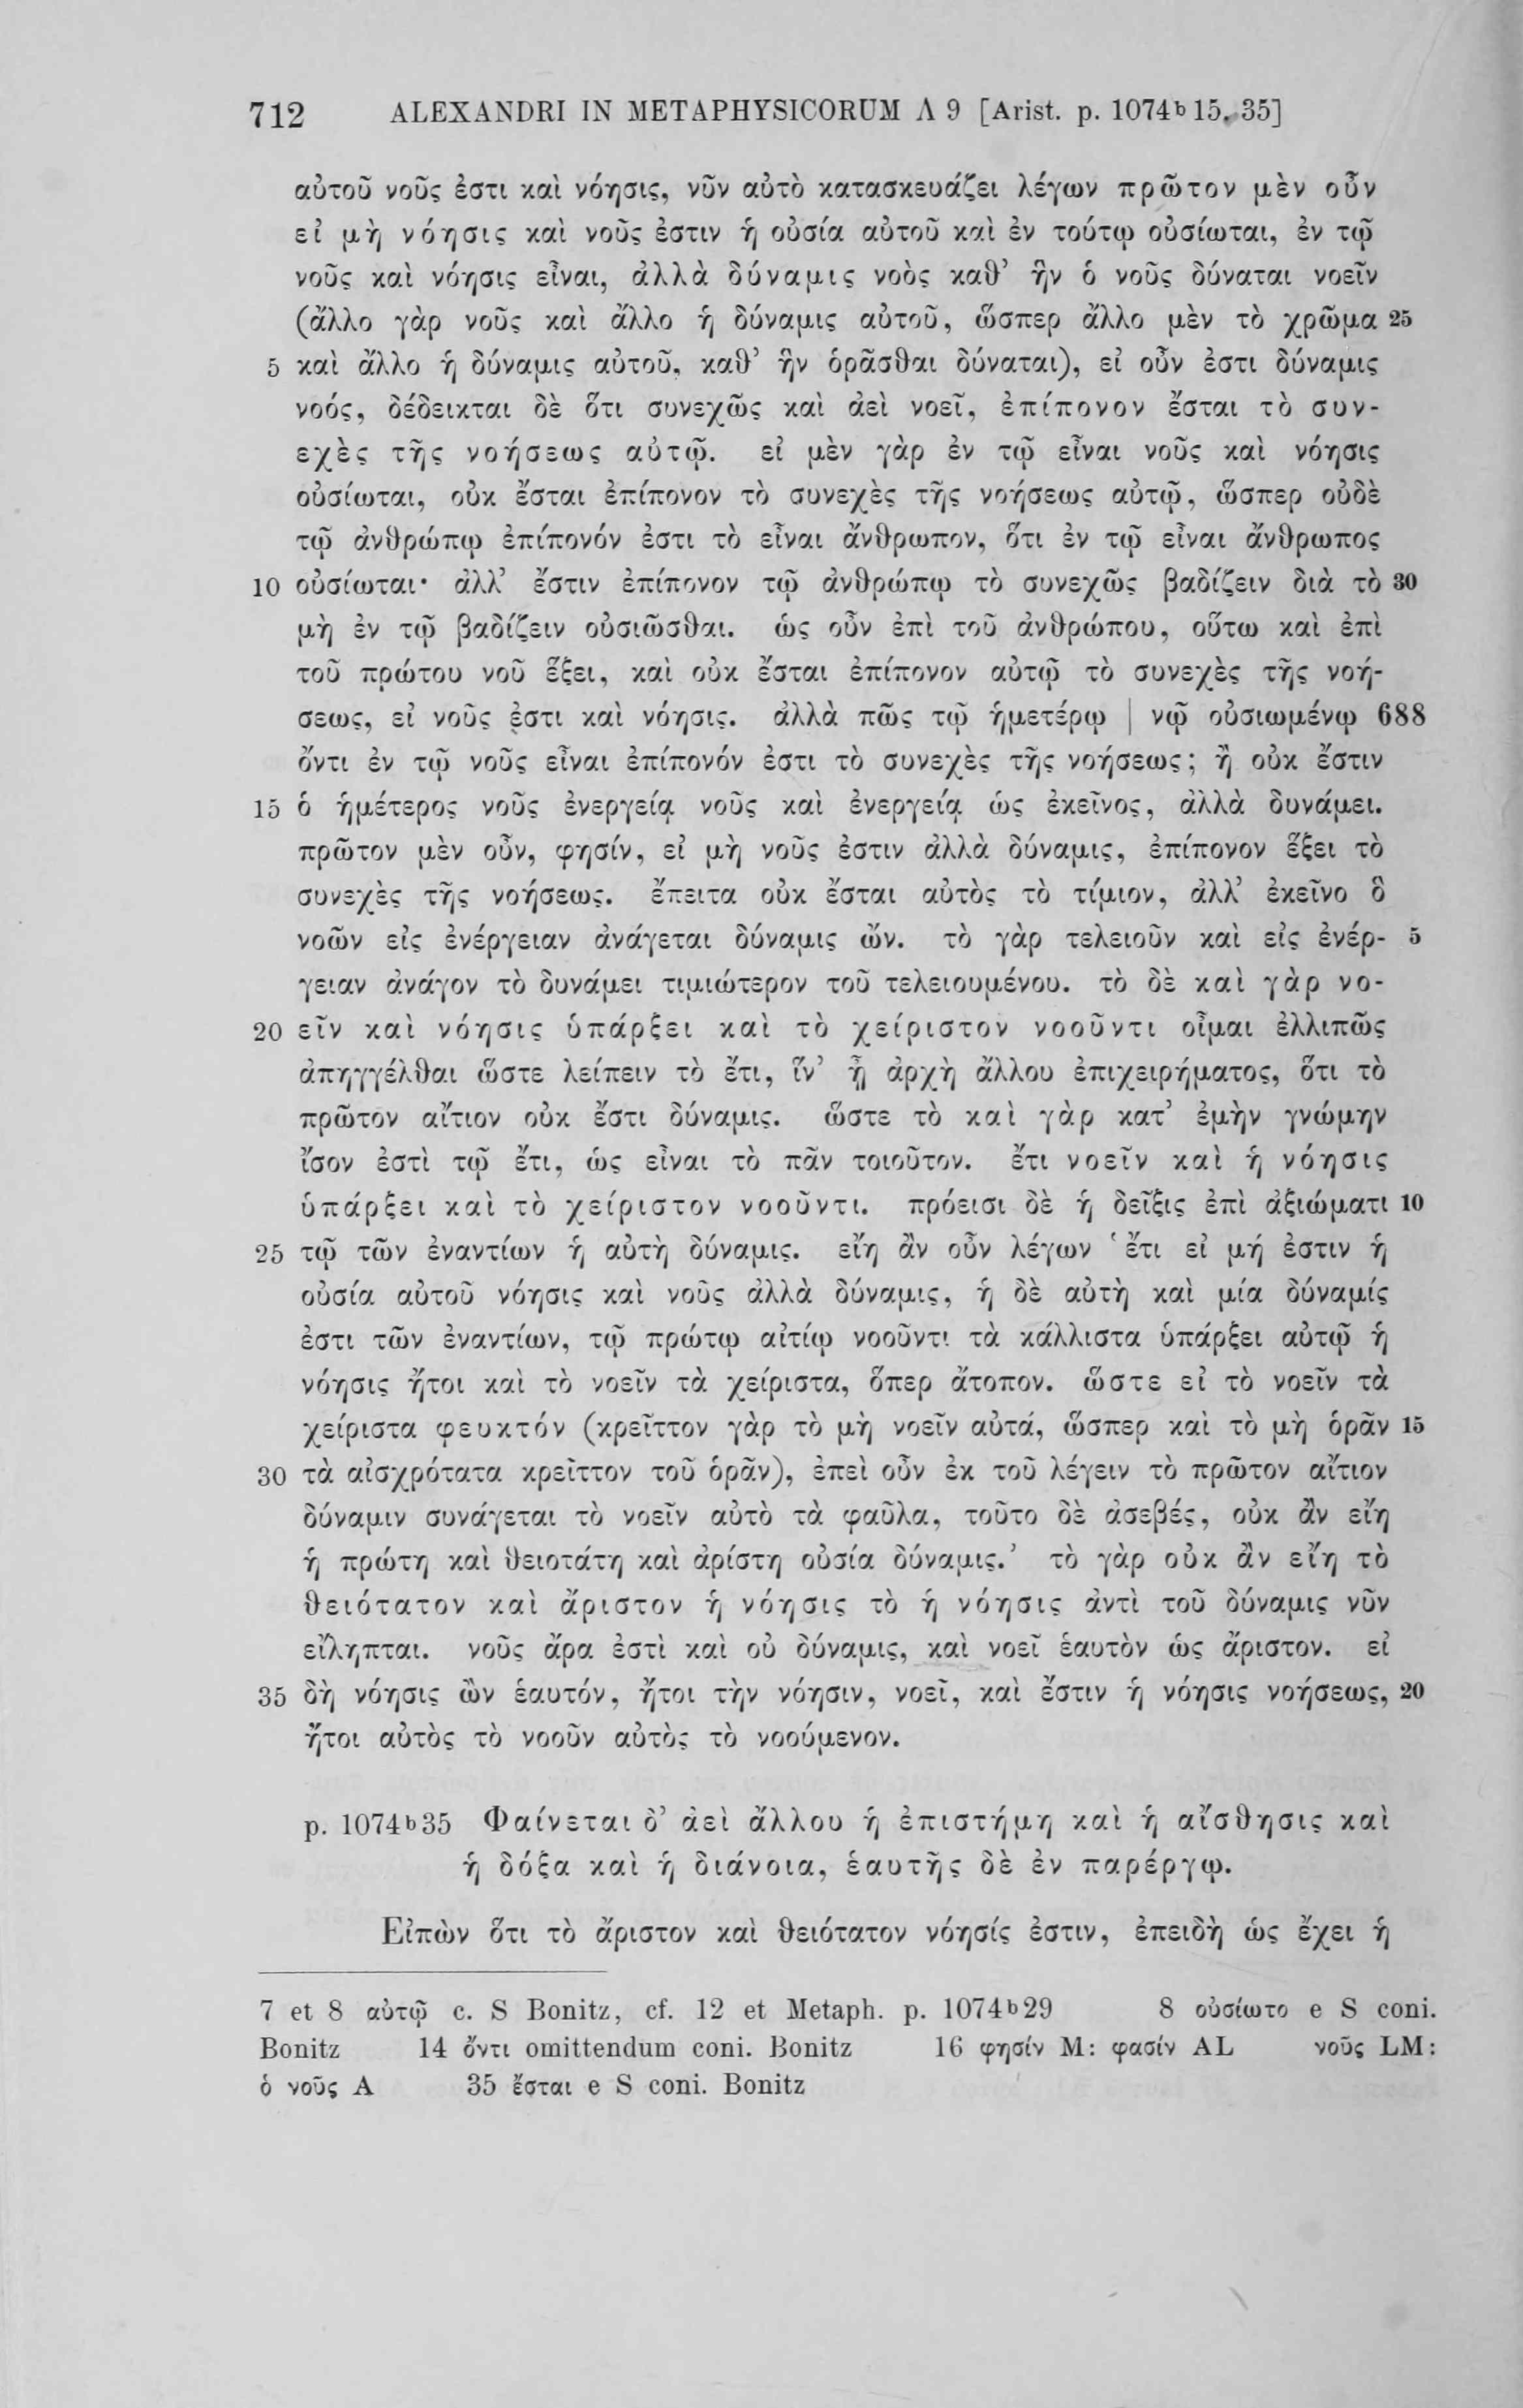 712 ALEXANDRI IN METAPHYSICORUM Λ 9 [Arist. p. 1074b 15. 35]
αὐτοῦ νοῦς ἐστι καὶ νόησις, νῦν αὐτὸ κατασκευάζει λέγων πρῶτον μὲν οὖν
εἰ μὴ νόησις καὶ νοῦς ἐστιν ἡ οὐσία αὐτοῦ καὶ ἐν τούτῳ οὐσίωται, ἐν τῷ
νοῦς καὶ νόησις εἶναι, ἀλλὰ δύναμις νοὸς καθ’ ἣν ὁ νοῦς δύναται νοεῖν
(ἄλλο γὰρ νοῦς καὶ ἄλλο ἡ δύναμις αὐτοῦ, ὥσπερ ἄλλο μὲν τὸ χρῶμα 25
5 καὶ ἄλλο ἡ δύναμις αὐτοῦ, καθ’ ἣν ὁρᾶσθαι δύναται), εἰ οὖν ἐστι δύναμις
νοός, δέδεικται δὲ ὅτι συνεχῶς καὶ ἀεὶ νοεῖ, ἐπίπονον ἔσται τὸ συν-
εχὲς τῆς νοήσεως αὐτῷ. εἰ μὲν γὰρ ἐν τῷ εἶναι νοῦς καὶ νόησις
οὐσίωται, οὐκ ἔσται ἐπίπονον τὸ συνεχὲς τῆς νοήσεως αὐτῷ, ὥσπερ οὐδὲ
τῷ ἀνθρώπῳ ἐπίπονόν ἐστι τὸ εἶναι ἄνθρωπον, ὅτι ἐν τῷ εἶναι ἄνθρωπος
10 οὐσίωται· ἀλλ’ ἔστιν ἐπίπονον τῷ ἀνθρώπῳ τὸ συνεχῶς βαδίζειν διὰ τὸ 30
μὴ ἐν τῷ βαδίζειν οὐσιῶσθαι. ὡς οὖν ἐπὶ τοῦ ἀνθρώπου, οὕτω καὶ ἐπὶ
τοῦ πρώτου νοῦ ἕξει, καὶ οὐκ ἔσται ἐπίπονον αὐτῷ τὸ συνεχὲς τῆς νοή-
σεως, εἰ νοῦς ἐστι καὶ νόησις. ἀλλὰ πῶς τῷ ἡμετέρῳ | νῷ οὐσιωμένῳ 688
ὄντι ἐν τῷ νοῦς εἶναι ἐπίπονόν ἐστι τὸ συνεχὲς τῆς νοήσεως; ἢ οὐκ ἔστιν
15 ὁ ἡμέτερος νοῦς ἐνεργείᾳ νοῦς καὶ ἐνεργείᾳ ὡς ἐκεῖνος, ἀλλὰ δυνάμει.
πρῶτον μὲν οὖν, φησίν, εἰ μὴ νοῦς ἐστιν ἀλλὰ δύναμις, ἐπίπονον ἕξει τὸ
συνεχὲς τῆς νοήσεως. ἔπειτα οὐκ ἔσται αὐτὸς τὸ τίμιον, ἀλλ’ ἐκεῖνο ὃ
νοῶν εἰς ἐνέργειαν ἀνάγεται δύναμις ὤν. τὸ γὰρ τελειοῦν καὶ εἰς ἐνέρ- 5
γειαν ἀνάγον τὸ δυνάμει τιμιώτερον τοῦ τελειουμένου. τὸ δὲ καὶ γὰρ νο-
20 εῖν καὶ νόησις ὑπάρξει καὶ τὸ χείριστον νοοῦντι οἶμαι ἐλλιπῶς
ἀπηγγέλθαι ὥστε λείπειν τὸ ἔτι, ἵν’ ᾖ ἀρχὴ ἄλλου ἐπιχειρήματος, ὅτι τὸ
πρῶτον αἴτιον οὐκ ἔστι δύναμις. ὥστε τὸ καὶ γὰρ κατ’ ἐμὴν γνώμην
ἴσον ἐστὶ τῷ ἔτι, ὡς εἶναι τὸ πᾶν τοιοῦτον. ἔτι νοεῖν καὶ ἡ νόησις
ὑπάρξει καὶ τὸ χείριστον νοοῦντι. πρόεισι δὲ ἡ δεῖξις ἐπὶ ἀξιώματι 10
25 τῷ τῶν ἐναντίων ἡ αὐτὴ δύναμις. εἴη ἂν οὖν λέγων ‘ἔτι εἰ μή ἐστιν ἡ
οὐσία αὐτοῦ νόησις καὶ νοῦς ἀλλὰ δύναμις, ἡ δὲ αὐτὴ καὶ μία δύναμίς
ἐστι τῶν ἐναντίων, τῷ πρώτῳ αἰτίῳ νοοῦντι τὰ κάλλιστα ὑπάρξει αὐτῷ ἡ
νόησις ἤτοι καὶ τὸ νοεῖν τὰ χείριστα, ὅπερ ἄτοπον. ὥστε εἰ τὸ νοεῖν τὰ
χείριστα φευκτόν (κρεῖττον γὰρ τὸ μὴ νοεῖν αὐτά, ὥσπερ καὶ τὸ μὴ ὁρᾶν 15
30 τὰ αἰσχρότατα κρεῖττον τοῦ ὁρᾶν), ἐπεὶ οὖν ἐκ τοῦ λέγειν τὸ πρῶτον αἴτιον
δύναμιν συνάγεται τὸ νοεῖν αὐτὸ τὰ φαῦλα, τοῦτο δὲ ἀσεβές, οὐκ ἂν εἴη
ἡ πρώτη καὶ θειοτάτη καὶ ἀρίστη οὐσία δύναμις.’ τὸ γὰρ οὐκ ἂν εἴη τὸ
θειότατον καὶ ἄριστον ἡ νόησις τὸ ἡ νόησις ἀντὶ τοῦ δύναμις νῦν
εἴληπται. νοῦς ἄρα ἐστὶ καὶ οὐ δύναμις, καὶ νοεῖ ἑαυτὸν ὡς ἄριστον. εἰ
35 δὴ νόησις ὢν ἑαυτόν, ἤτοι τὴν νόησιν, νοεῖ, καὶ ἔστιν ἡ νόησις νοήσεως, 20
ἤτοι αὐτὸς τὸ νοοῦν αὐτὸς τὸ νοούμενον.
p. 1074b35 Φαίνεται δ’ ἀεὶ ἄλλου ἡ ἐπιστήμη καὶ ἡ αἴσθησις καὶ
ἡ δόξα καὶ ἡ διάνοια, ἑαυτῆς δὲ ἐν παρέργῳ.
Εἰπὼν ὅτι τὸ ἄριστον καὶ θειότατον νόησίς ἐστιν, ἐπειδὴ ὡς ἔχει ἡ
7 et 8 αὐτῷ c. S Bonitz, cf. 12 et Metaph. p. 1074b29 8 οὐσίωτο e S coni.
Bonitz 14 ὄντι omittendum coni. Bonitz 16 φησίν M: φασίν AL νοῦς LM:
ὁ νοῦς A 35 ἔσται e S coni. Bonitz